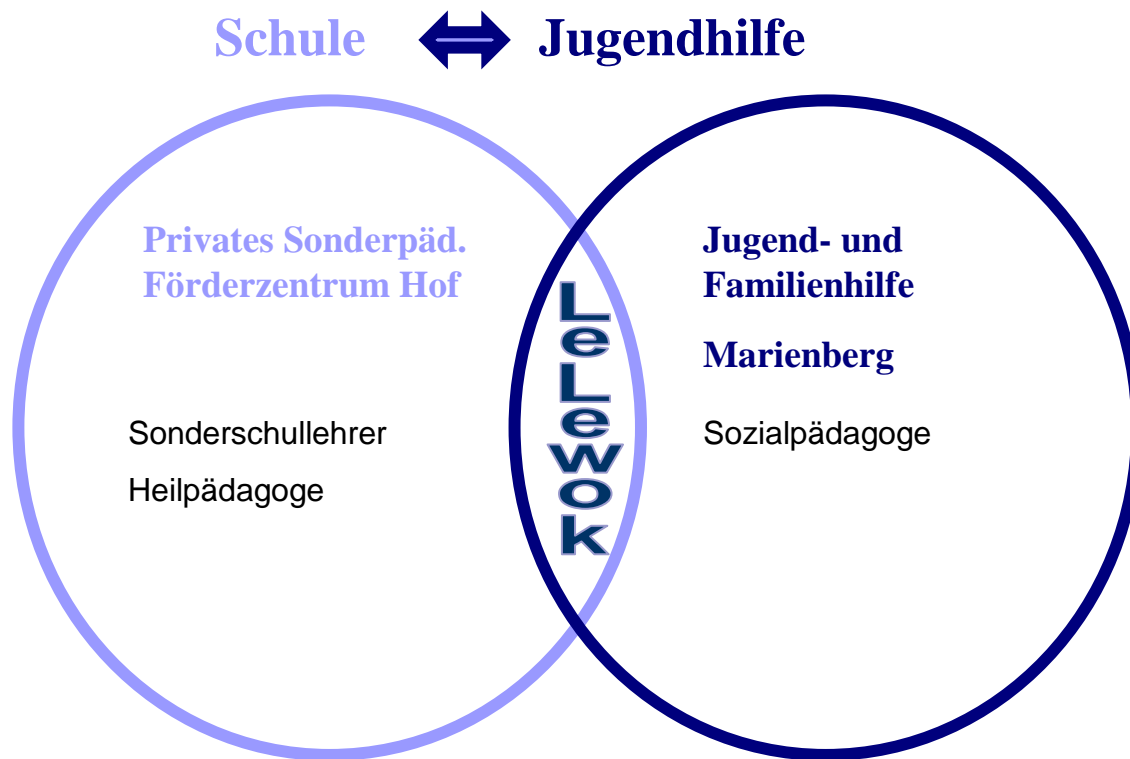 Schule Jugendhilfe
Privates Sonderpäd.
Förderzentrum Hof
Sonderschullehrer
Heilpädagoge
LeLewok
Jugend- und
Familienhilfe
Marienberg
Sozialpädagoge